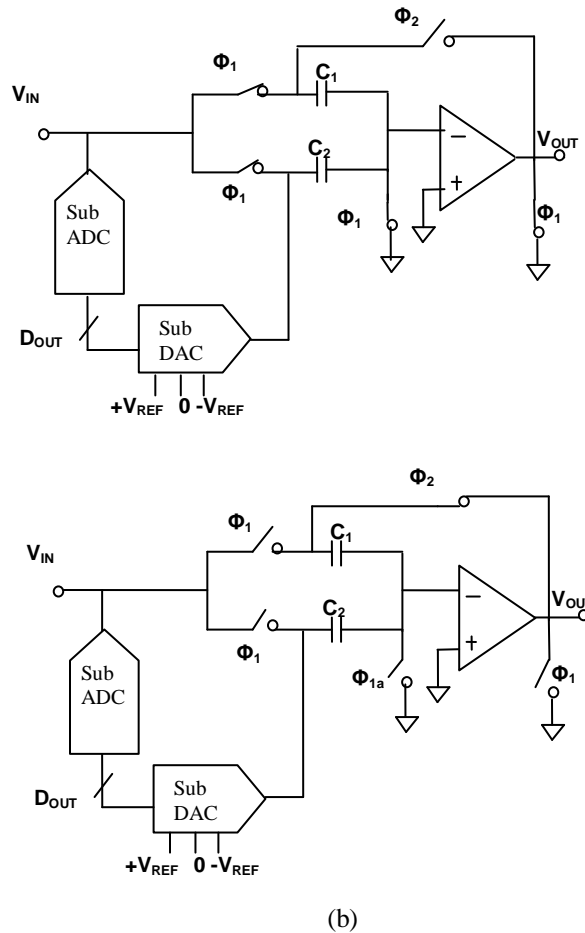 Φ2
Φ1
C1
VIN
C2
VOUT
Φ1
Φ1
Φ1
Sub
ADC
DOUT
Sub
DAC
+VREF 0 -VREF
Φ2
Φ1
C1
VIN
C2
VOU
Φ1
Φ1a
Φ1
Sub
ADC
DOUT
Sub
DAC
+VREF 0 -VREF
(b)